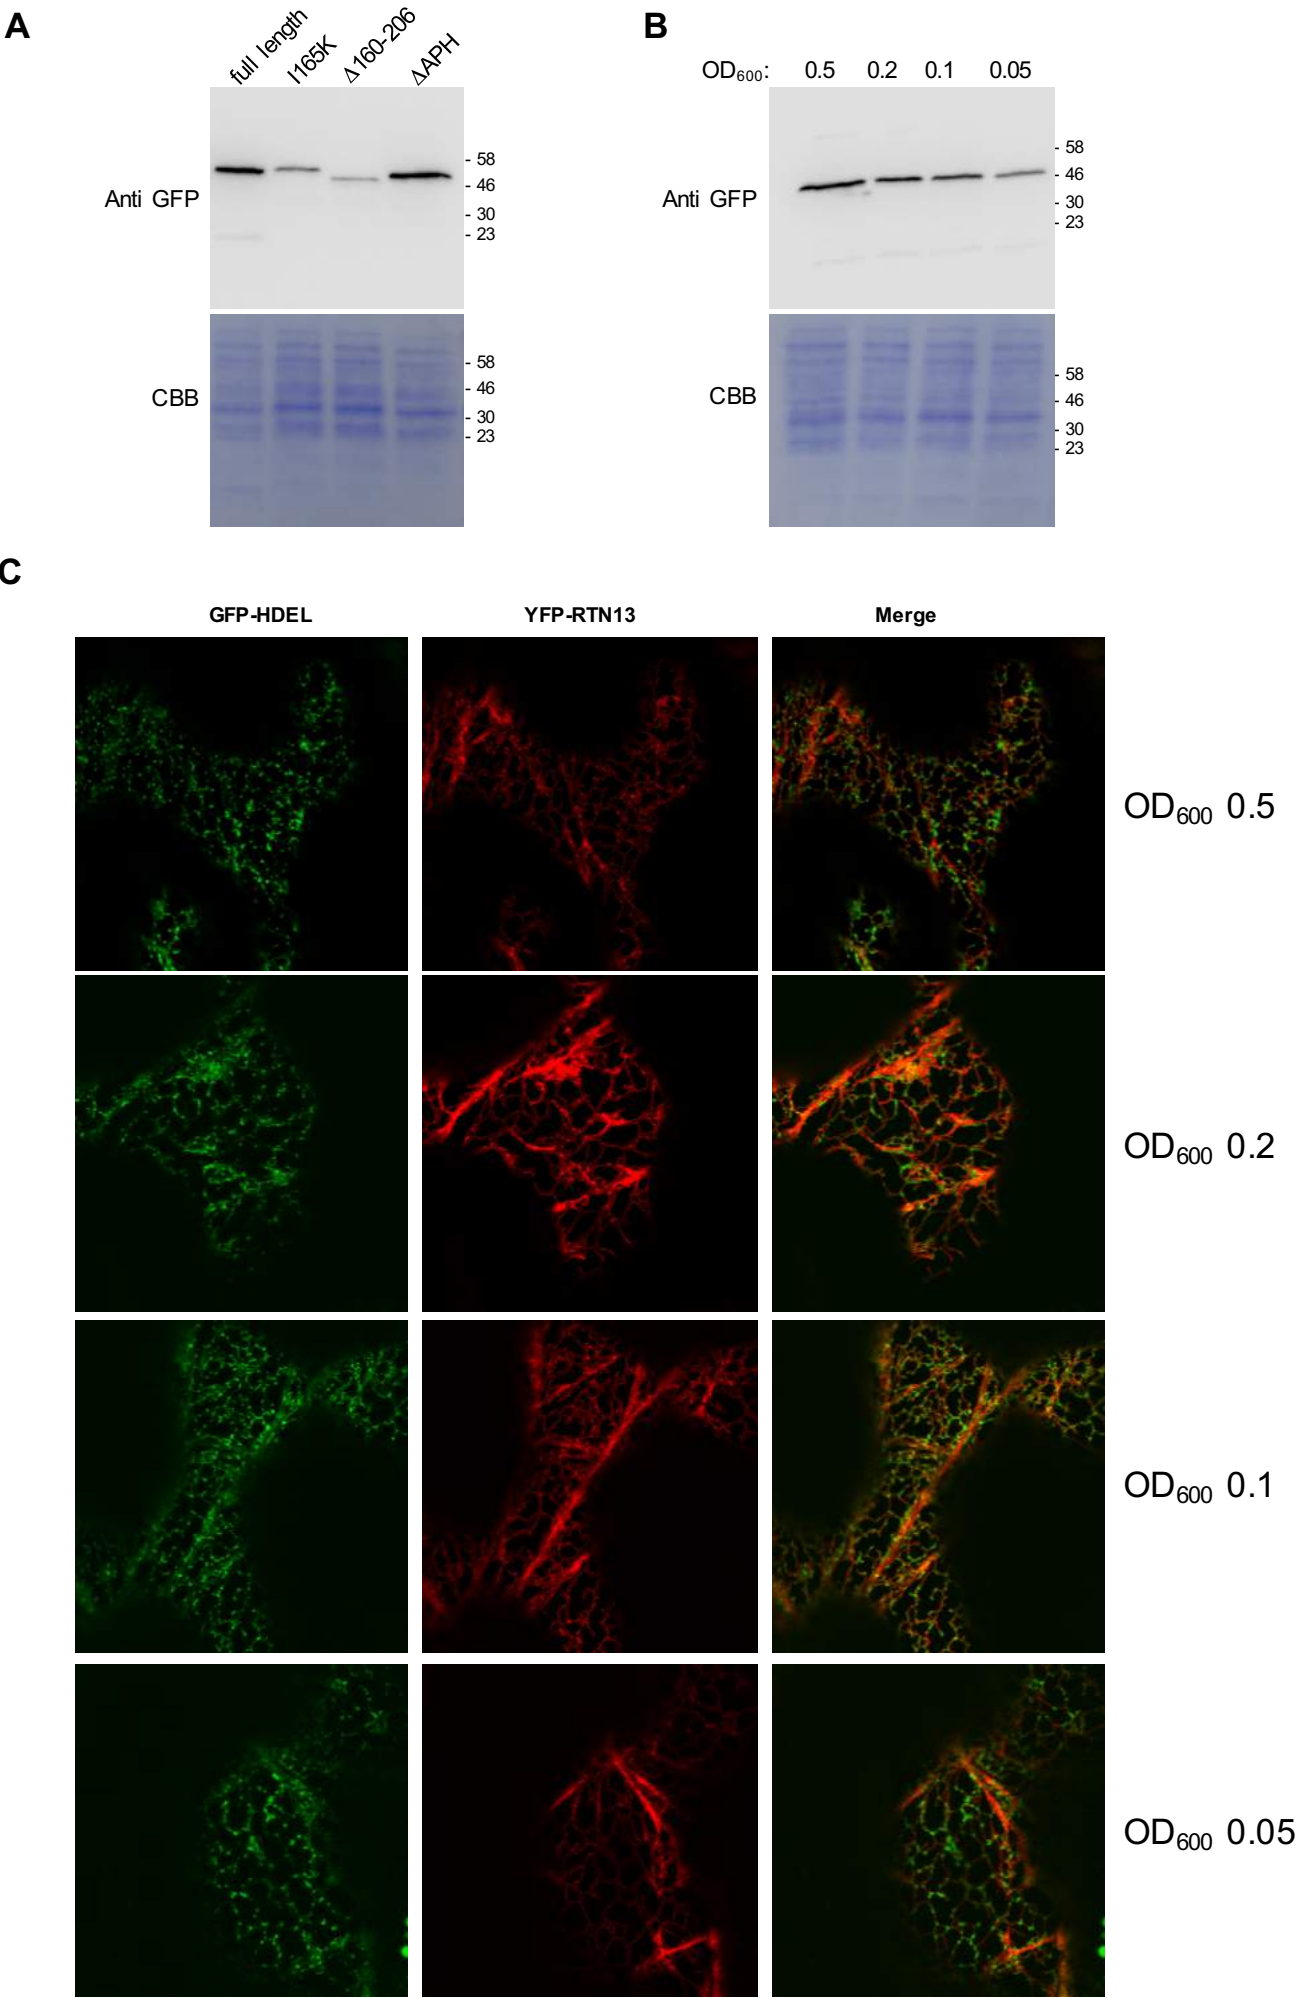 A
full length
I165K
Δ160-206
ΔAPH
Anti GFP
- 58
- 46
- 30
- 23
CBB
- 58
- 46
- 30
- 23
B
OD600: 0.5 0.2 0.1 0.05
Anti GFP
- 58
- 46
- 30
- 23
CBB
- 58
- 46
- 30
- 23
C
GFP-HDEL YFP-RTN13 Merge
OD600 0.5
OD600 0.2
OD600 0.1
OD600 0.05